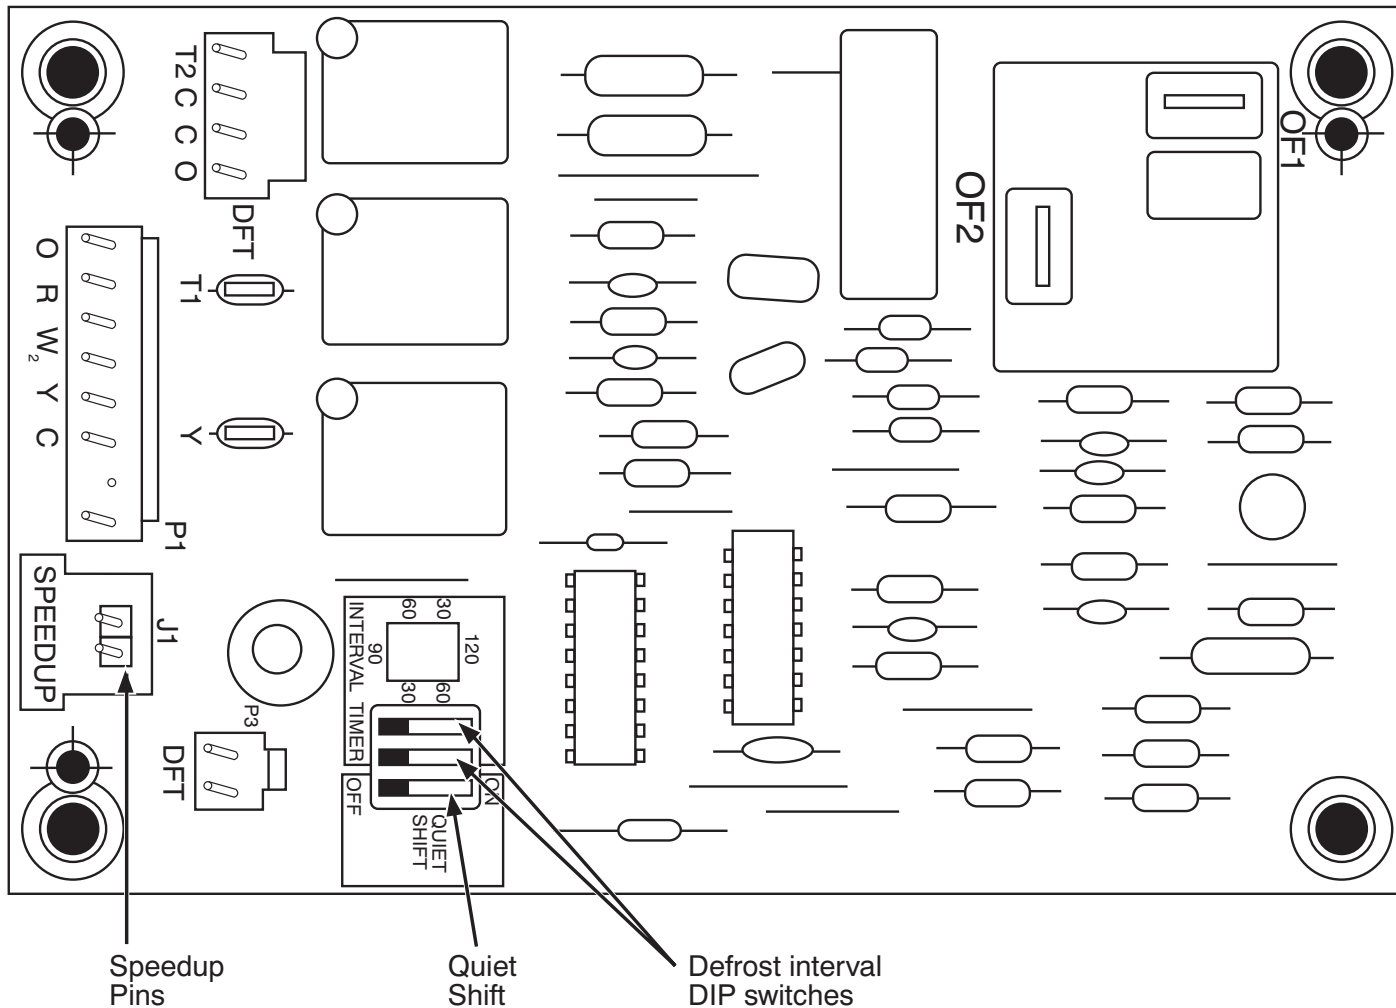 T2 C C O
DFT
OF1
OF2
O R W2 Y C
T1
Y
P1
SPEEDUP
J1
INTERVAL TIMER
60 30
90 120
30 60
P3
DFT
OFF
ON
QUIET
SHIFT
Speedup
Pins
Quiet
Shift
Defrost interval
DIP switches